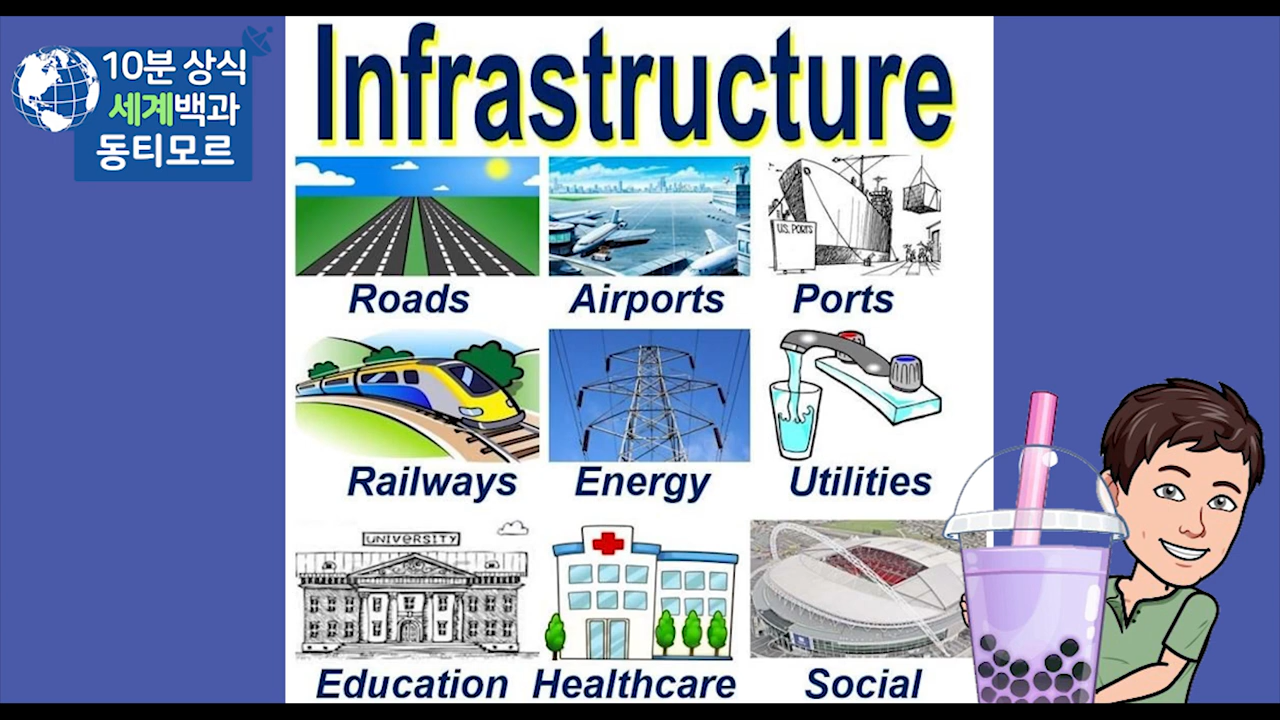 10분 상식
세계백과
동티모르
Infrastructure
U.S. PORTS
Roads Airports Ports
Railways Energy Utilities
UNIVERSITY
Education Healthcare Social